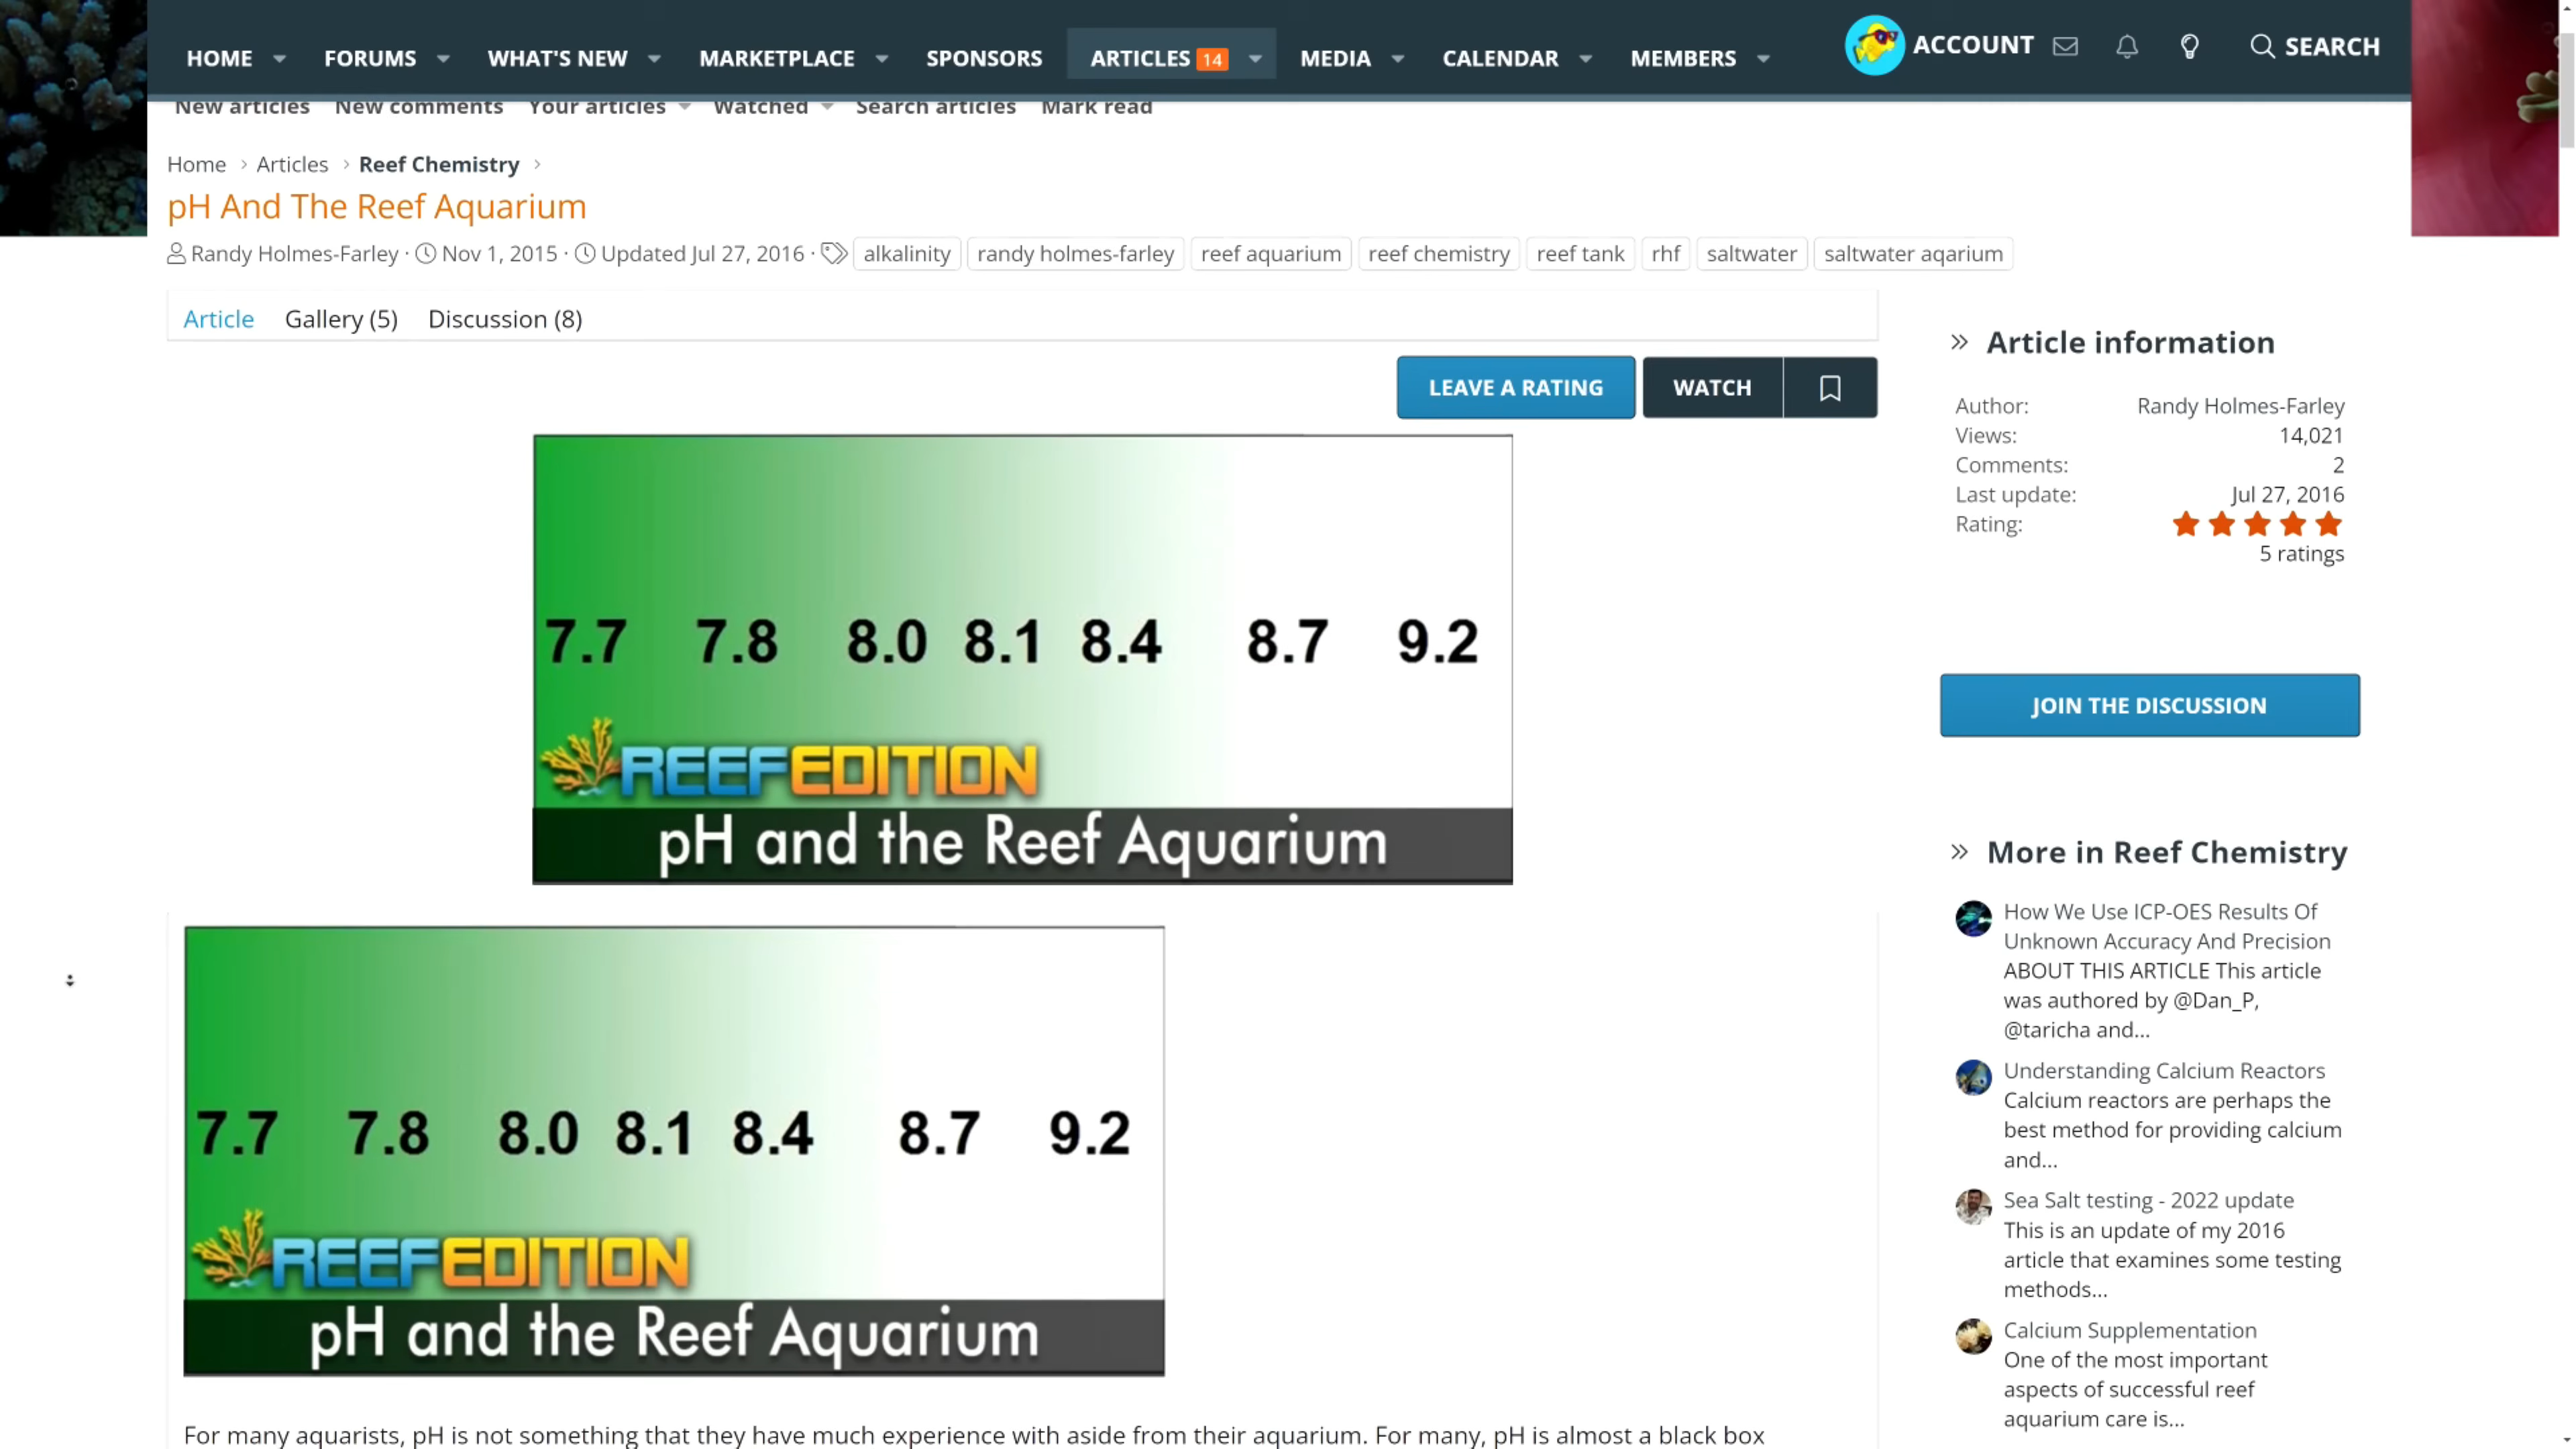 HOME FORUMS WHAT'S NEW MARKETPLACE SPONSORS ARTICLES 14 MEDIA CALENDAR MEMBERS ACCOUNT SEARCH
New articles New comments Your articles Watched Search articles Mark read
Home > Articles > Reef Chemistry >
pH And The Reef Aquarium
Randy Holmes-Farley · Nov 1, 2015 · Updated Jul 27, 2016 · alkalinity randy holmes-farley reef aquarium reef chemistry reef tank rhf saltwater saltwater aqarium
Article Gallery (5) Discussion (8)
LEAVE A RATING WATCH
7.7 7.8 8.0 8.1 8.4 8.7 9.2
REEFEDITION
pH and the Reef Aquarium
7.7 7.8 8.0 8.1 8.4 8.7 9.2
REEFEDITION
pH and the Reef Aquarium
For many aquarists, pH is not something that they have much experience with aside from their aquarium. For many, pH is almost a black box
» Article information
Author: Randy Holmes-Farley
Views: 14,021
Comments: 2
Last update: Jul 27, 2016
Rating:
5 ratings
JOIN THE DISCUSSION
» More in Reef Chemistry
How We Use ICP-OES Results Of
Unknown Accuracy And Precision
ABOUT THIS ARTICLE This article
was authored by @Dan_P,
@taricha and...
Understanding Calcium Reactors
Calcium reactors are perhaps the
best method for providing calcium
and...
Sea Salt testing - 2022 update
This is an update of my 2016
article that examines some testing
methods...
Calcium Supplementation
One of the most important
aspects of successful reef
aquarium care is...